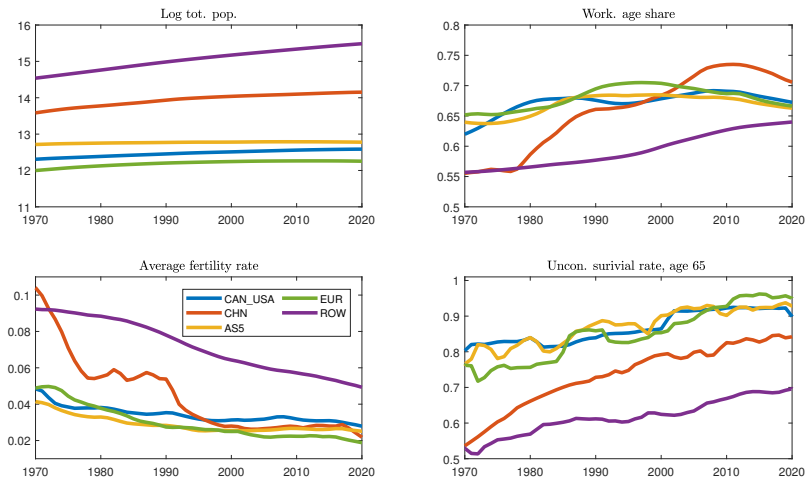 Log tot. pop.
16
15
14
13
12
11
1970 1980 1990 2000 2010 2020
Work. age share
0.8
0.75
0.7
0.65
0.6
0.55
0.5
1970 1980 1990 2000 2010 2020
Average fertility rate
0.1
0.08
0.06
0.04
0.02
CAN_USA EUR
CHN ROW
AS5
1970 1980 1990 2000 2010 2020
Uncon. surivial rate, age 65
1
0.9
0.8
0.7
0.6
0.5
1970 1980 1990 2000 2010 2020